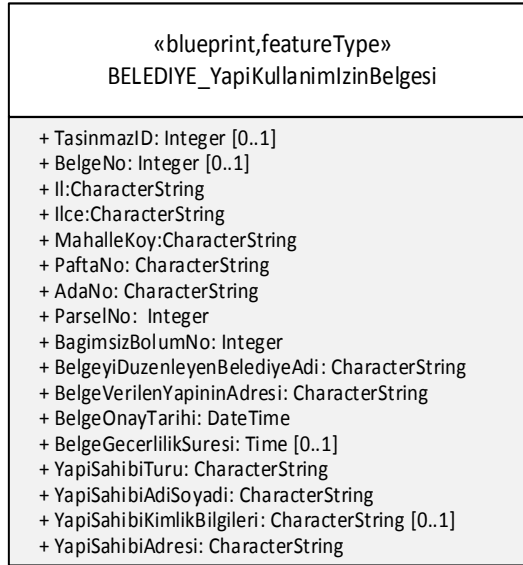 «blueprint,featureType»
BELEDIYE_YapiKullanimIzinBelgesi
+ TasinmazID: Integer [0..1]
+ BelgeNo: Integer [0..1]
+ Il:CharacterString
+ Ilce:CharacterString
+ MahalleKoy:CharacterString
+ PaftaNo: CharacterString
+ AdaNo: CharacterString
+ ParselNo:  Integer
+ BagimsizBolumNo: Integer
+ BelgeyiDuzenleyenBelediyeAdi: CharacterString
+ BelgeVerilenYapininAdresi: CharacterString
+ BelgeOnayTarihi: DateTime
+ BelgeGecerlilikSuresi: Time [0..1]
+ YapiSahibiTuru: CharacterString
+ YapiSahibiAdiSoyadi: CharacterString
+ YapiSahibiKimlikBilgileri: CharacterString [0..1]
+ YapiSahibiAdresi: CharacterString